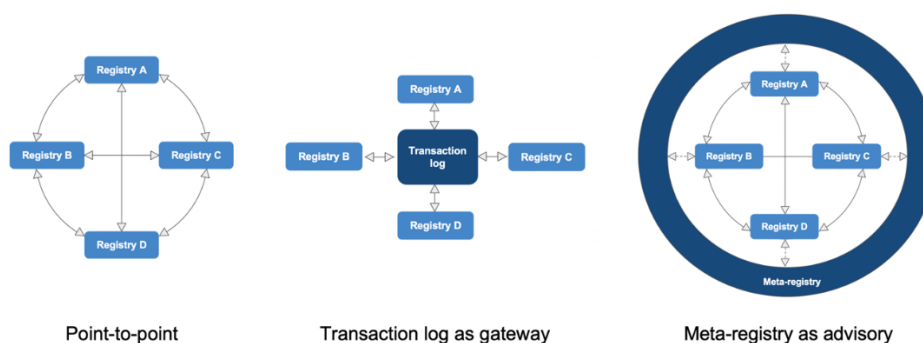 Registry A
Registry B
Registry C
Registry D
Point-to-point
Registry A
Registry B
Transaction
log
Registry C
Registry D
Transaction log as gateway
Registry A
Registry B
Registry C
Registry D
Meta-registry
Meta-registry as advisory